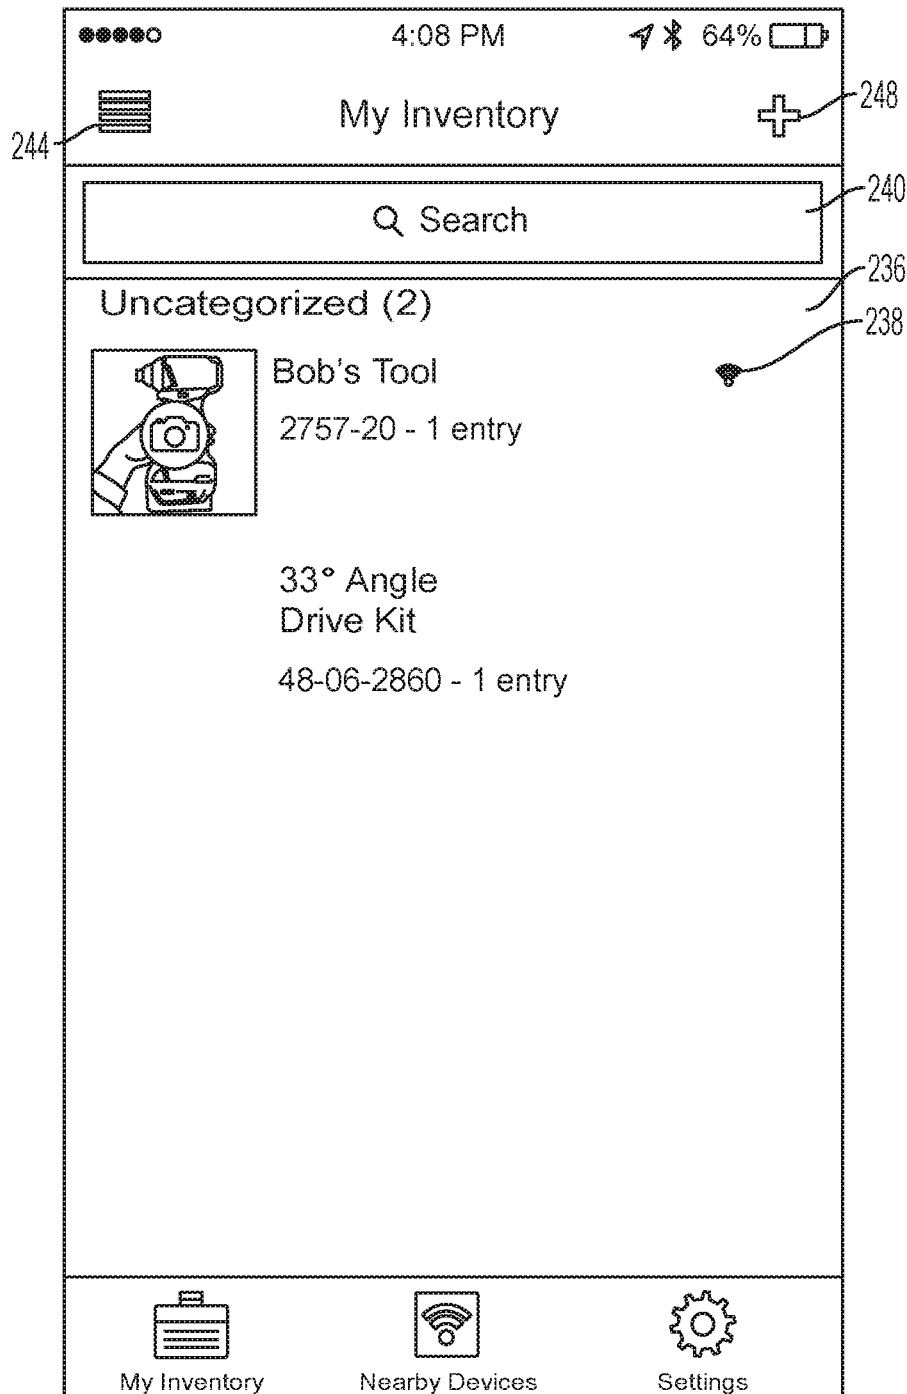 4:08 PM 64%
My Inventory
248
244
Search
240
236
Uncategorized (2)
238
Bob's Tool
2757-20 - 1 entry
33° Angle
Drive Kit
48-06-2860 - 1 entry
My Inventory Nearby Devices Settings